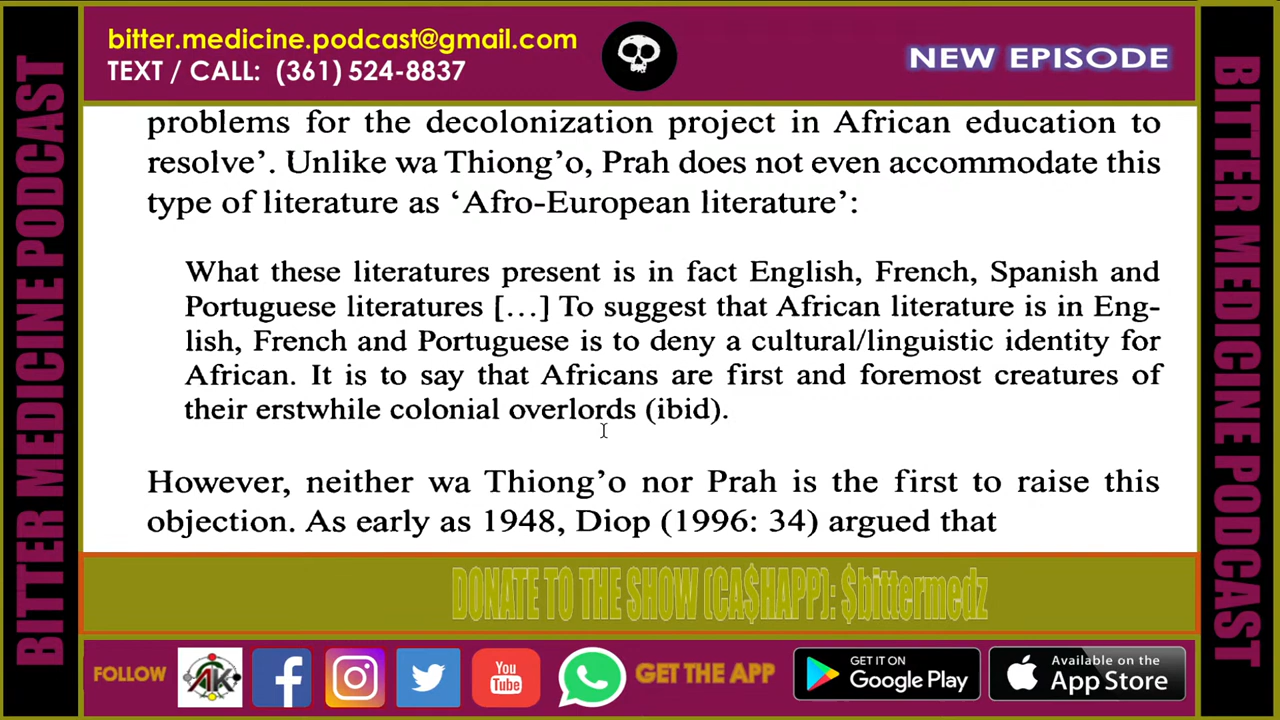 bitter.medicine.podcast@gmail.com
TEXT / CALL: (361) 524-8837
NEW EPISODE
BITTER MEDICINE PODCAST
problems for the decolonization project in African education to
resolve’. Unlike wa Thiong’o, Prah does not even accommodate this
type of literature as ‘Afro-European literature’:
What these literatures present is in fact English, French, Spanish and
Portuguese literatures [...] To suggest that African literature is in Eng-
lish, French and Portuguese is to deny a cultural/linguistic identity for
African. It is to say that Africans are first and foremost creatures of
their erstwhile colonial overlords (ibid).
However, neither wa Thiong’o nor Prah is the first to raise this
objection. As early as 1948, Diop (1996: 34) argued that
BITTER MEDICINE PODCAST
DONATE TO THE SHOW (CA$HAPP): $bittermedz
FOLLOW
ATK
You
Tube
GET THE APP
GET IT ON
Google Play
Available on the
App Store